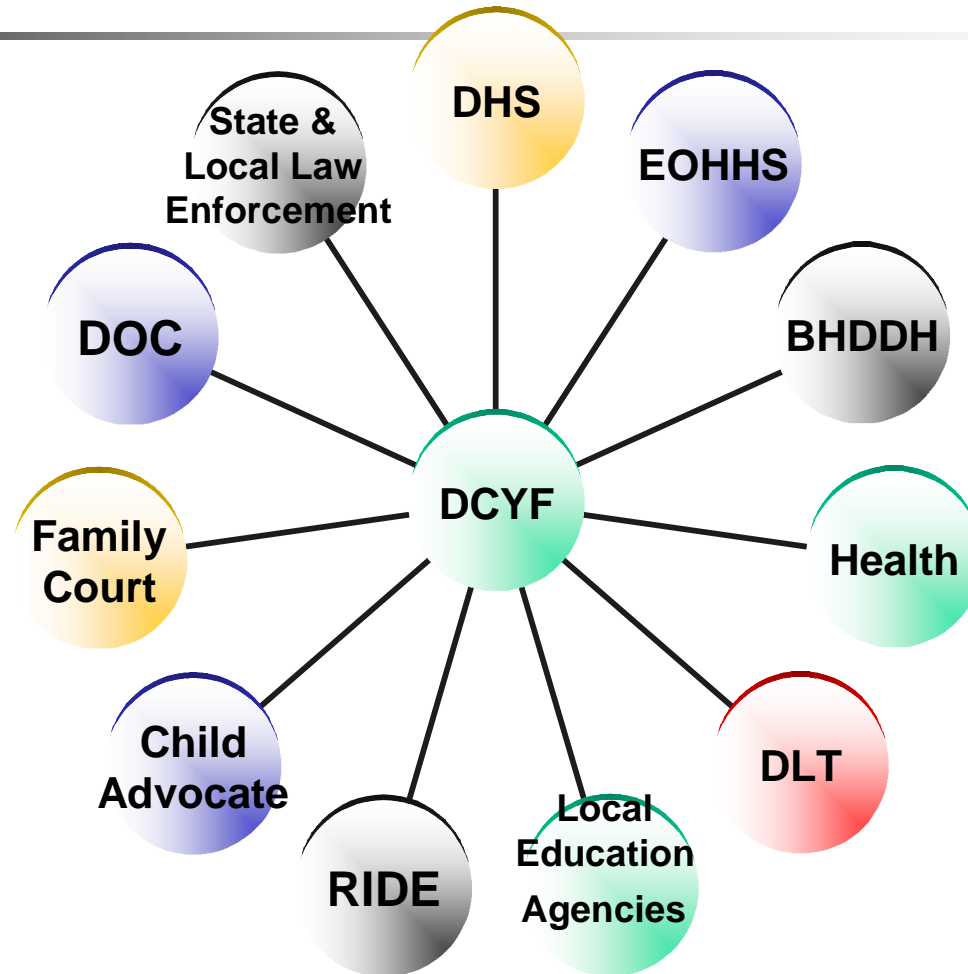 DHS
State &
Local Law
Enforcement
EOHHS
DOC
BHDDH
DCYF
Family
Court
Health
Child
Advocate
DLT
RIDE
Local
Education
Agencies